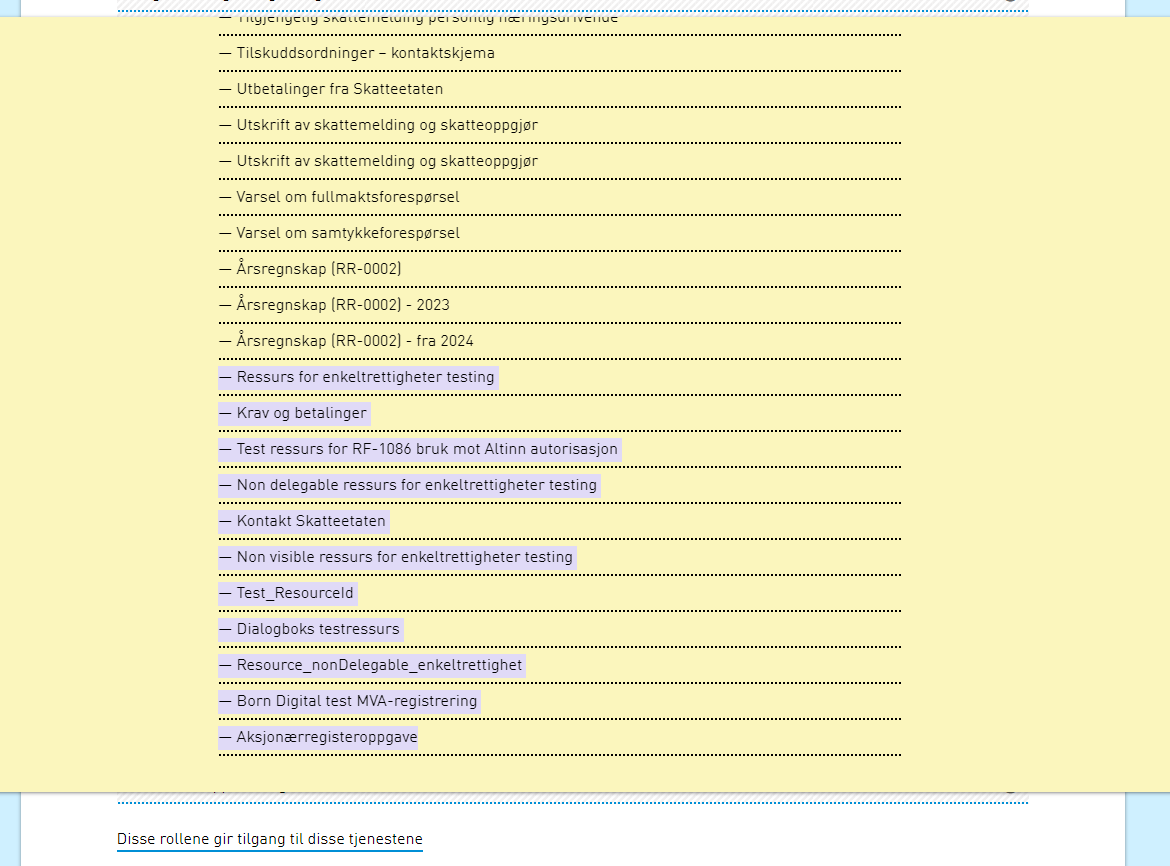 — Tilgjengelig skattemelding personlig næringsdrivende
— Tilskuddsordninger – kontaktskjema
— Utbetalinger fra Skatteetaten
— Utskrift av skattemelding og skatteoppgjør
— Utskrift av skattemelding og skatteoppgjør
— Varsel om fullmaktsforespørsel
— Varsel om samtykkeforespørsel
— Årsregnskap (RR-0002)
— Årsregnskap (RR-0002) - 2023
— Årsregnskap (RR-0002) - fra 2024
— Ressurs for enkeltrettigheter testing
— Krav og betalinger
— Test ressurs for RF-1086 bruk mot Altinn autorisasjon
— Non delegable ressurs for enkeltrettigheter testing
— Kontakt Skatteetaten
— Non visible ressurs for enkeltrettigheter testing
— Test_ResourceId
— Dialogboks testressurs
— Resource_nonDelegable_enkeltrettighet
— Born Digital test MVA-registrering
— Aksjonærregisteroppgave
Disse rollene gir tilgang til disse tjenestene